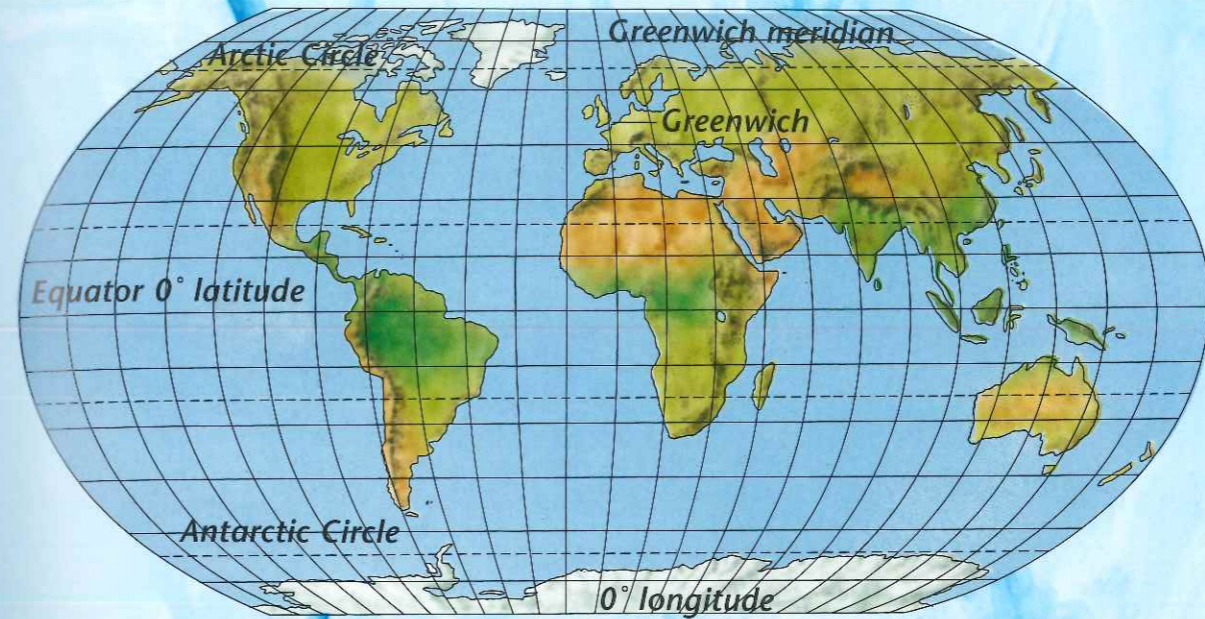 Greenwich meridian
Arctic Circle
Greenwich
Equator 0° latitude
Antarctic Circle
0° longitude